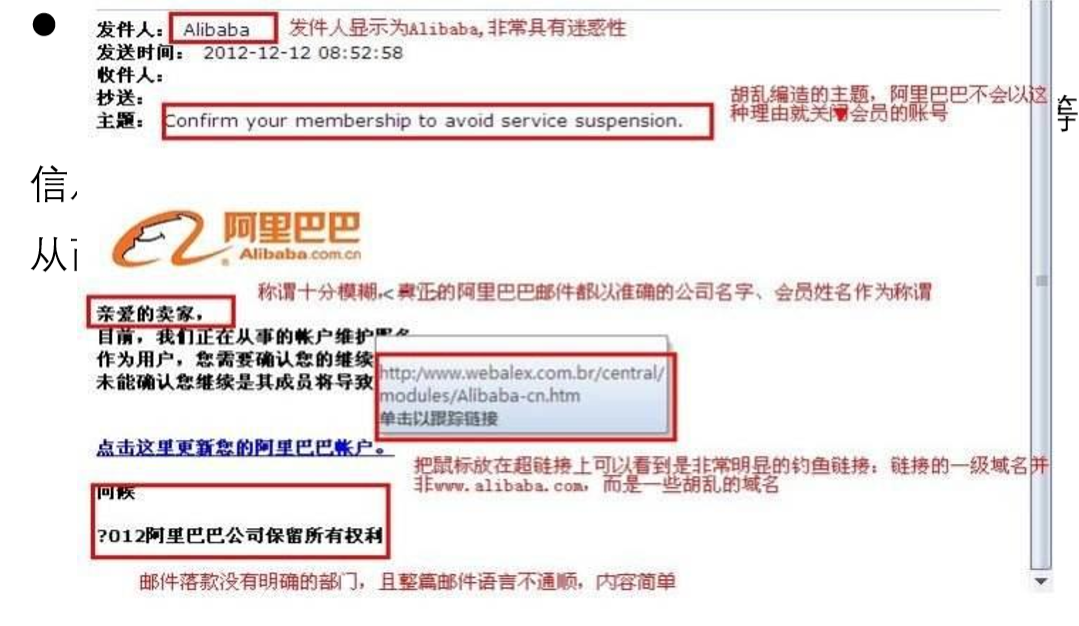 发件人： Alibaba 发件人显示为Alibaba,非常具有迷惑性
发送时间： 2012-12-12 08:52:58
收件人：
抄送：
胡乱编造的主题，阿里巴巴不会以这
主题： Confirm your membership to avoid service suspension. 种理由就关闭会员的账号
等
信
从
阿里巴巴
Alibaba.com.cn
称谓十分模糊,<真正的阿里巴巴邮件都以准确的公司名字、会员姓名作为称谓
亲爱的卖家，
目前，我们正在从事的帐户维护服务
作为用户，您需要确认您的继续
未能确认您继续是其成员将导致
http:/www.webalex.com.br/central/
modules/Alibaba-cn.htm
单击以跟踪链接
点击这里更新您的阿里巴巴帐户。
把鼠标放在超链接上可以看到是非常明显的钓鱼链接：链接的一级域名并
非www.alibaba.com，而是一些胡乱的域名
问候
?012阿里巴巴公司保留所有权利
邮件落款没有明确的部门，且整篇邮件语言不通顺，内容简单